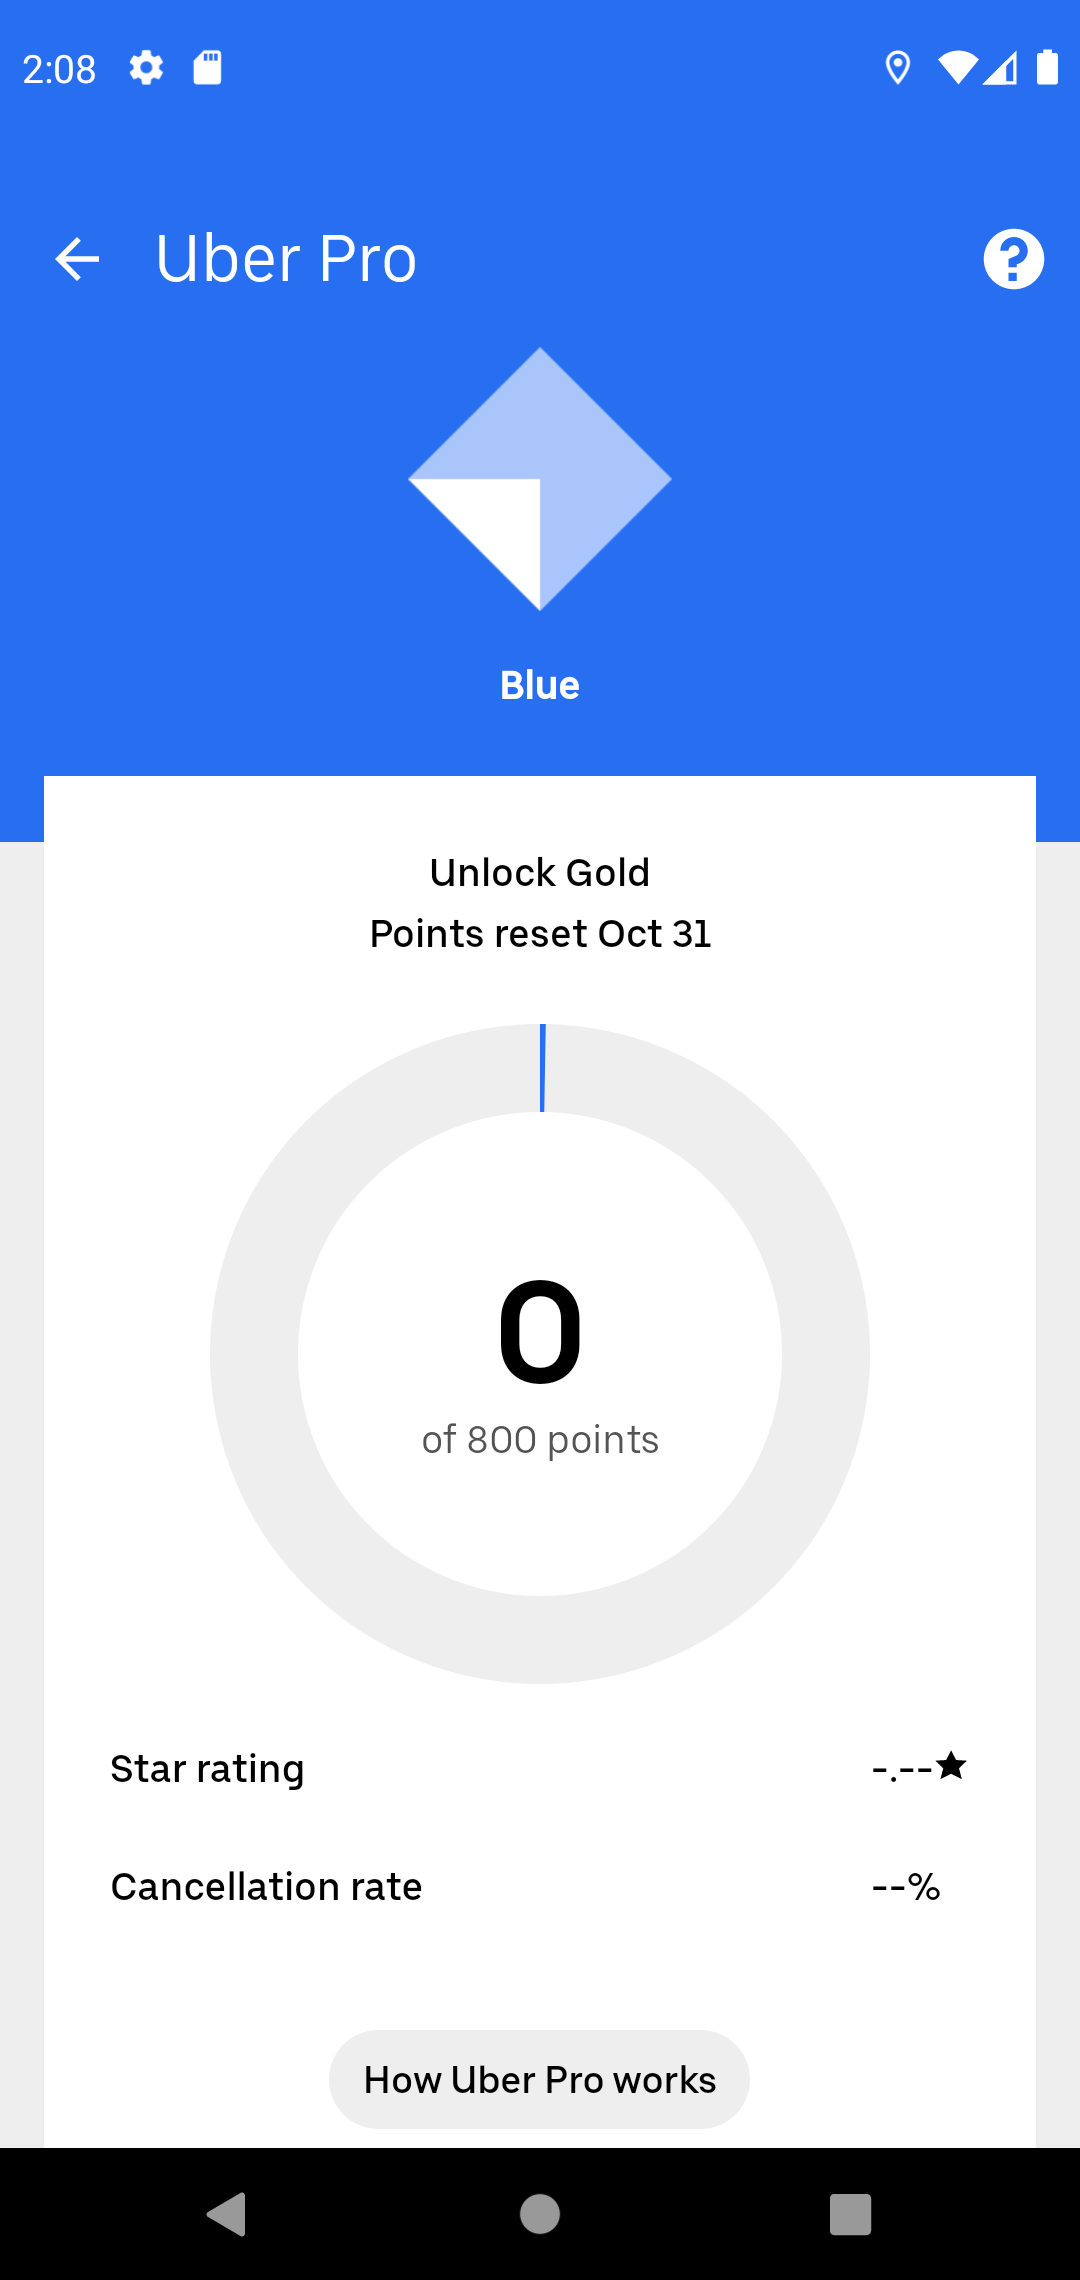 2:08
Uber Pro
Blue
Unlock Gold
Points reset Oct 31
0
of 800 points
Star rating -.--★
Cancellation rate --%
How Uber Pro works